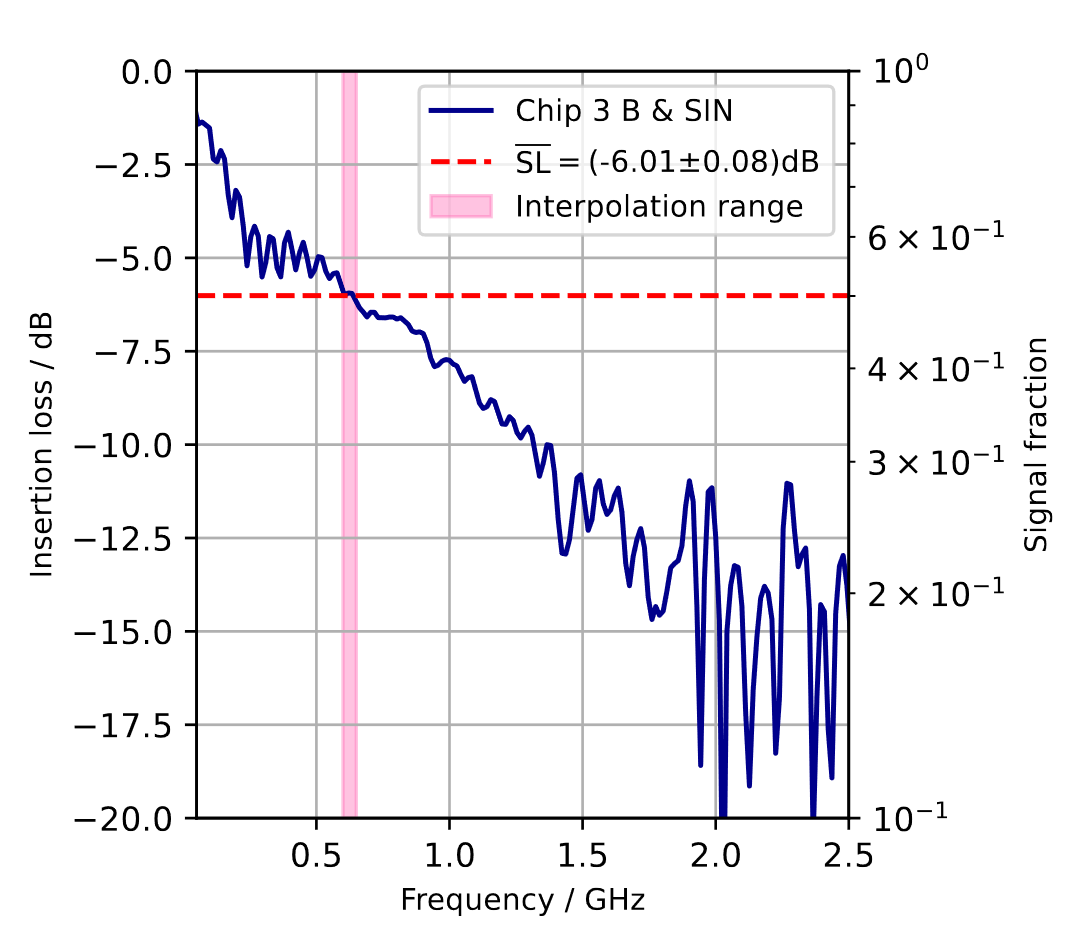 0.0
−2.5
−5.0
−7.5
−10.0
−12.5
−15.0
−17.5
−20.0
Insertion loss / dB
Chip 3 B & SIN
S̅L̅ = (-6.01±0.08)dB
Interpolation range
10⁰
6 × 10⁻¹
4 × 10⁻¹
3 × 10⁻¹
2 × 10⁻¹
10⁻¹
Signal fraction
0.5 1.0 1.5 2.0 2.5
Frequency / GHz